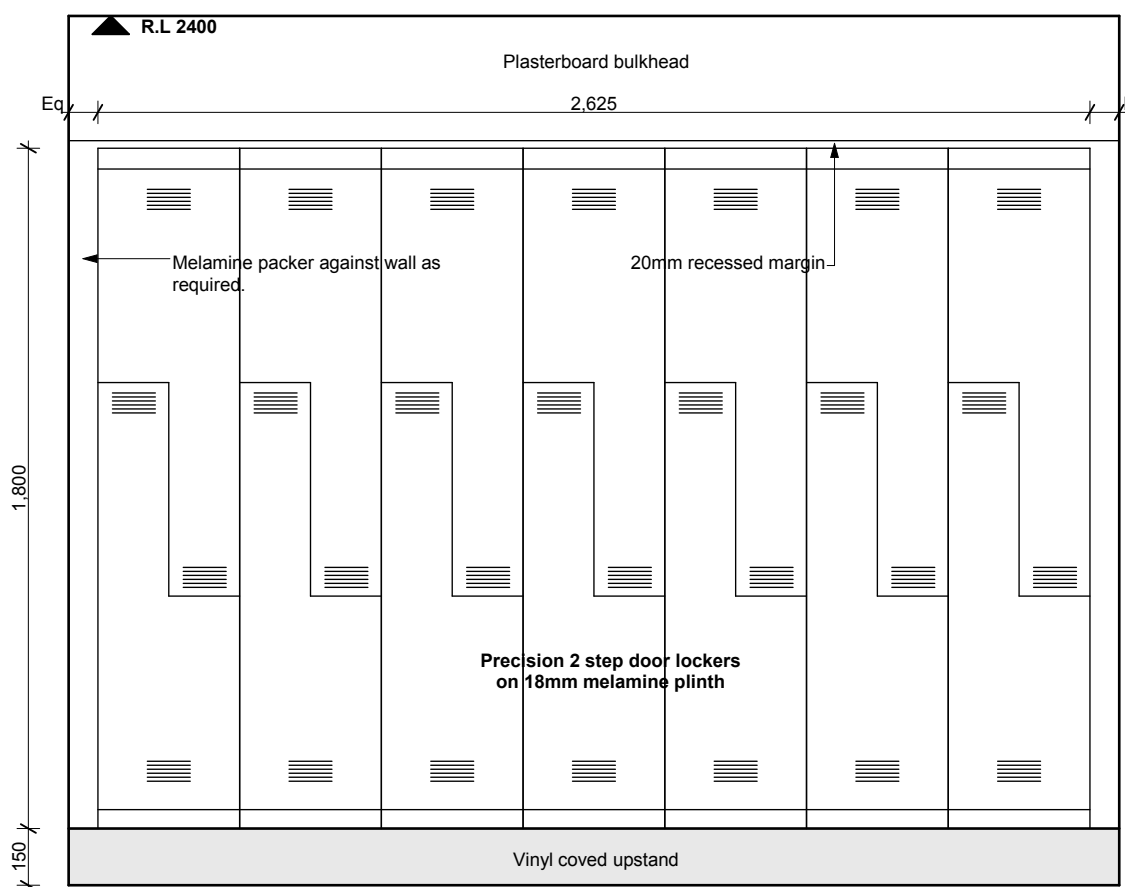 R.L 2400
Plasterboard bulkhead
Eq
2,625
Melamine packer against wall as
required.
20mm recessed margin
1,800
Precision 2 step door lockers
on 18mm melamine plinth
150
Vinyl coved upstand